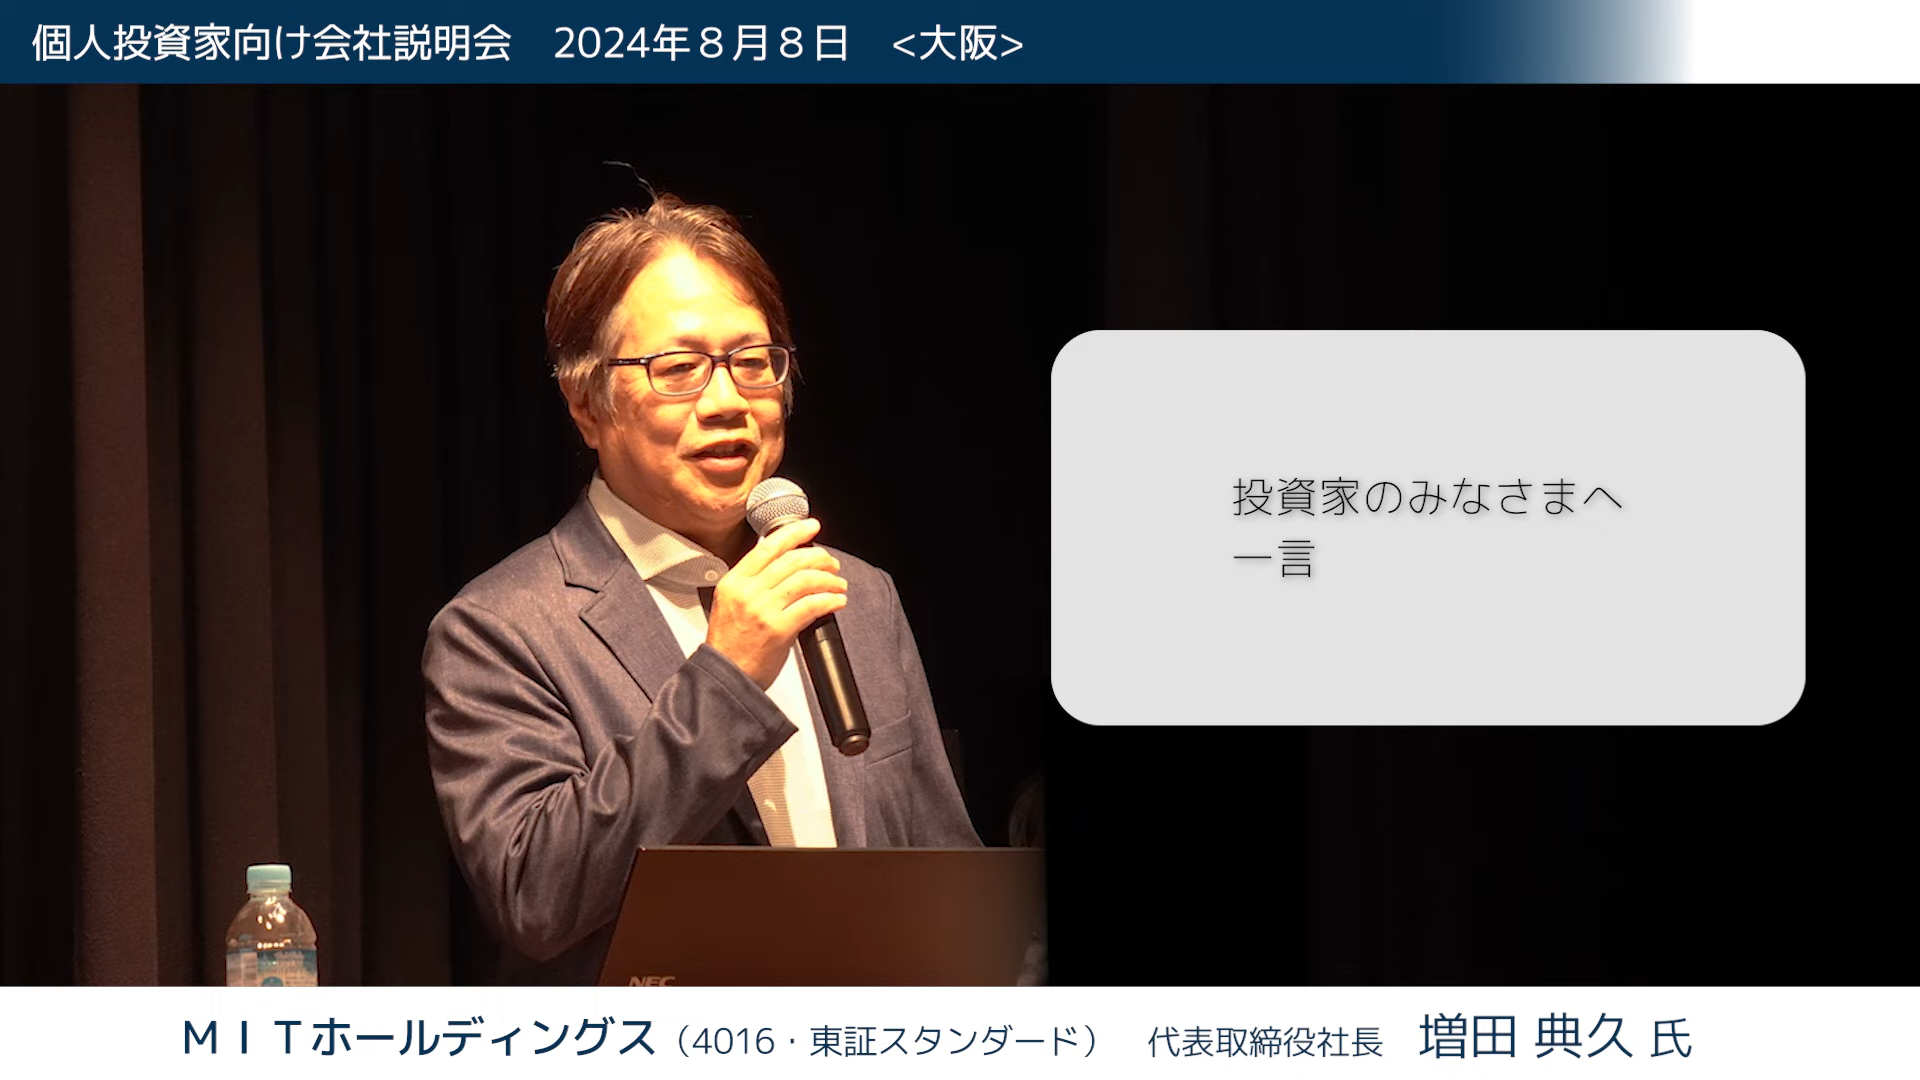 個人投資家向け会社説明会　2024年８月８日　<大阪>
投資家のみなさまへ
一言
NEC
ＭＩＴホールディングス（4016・東証スタンダード）　代表取締役社長　増田 典久 氏